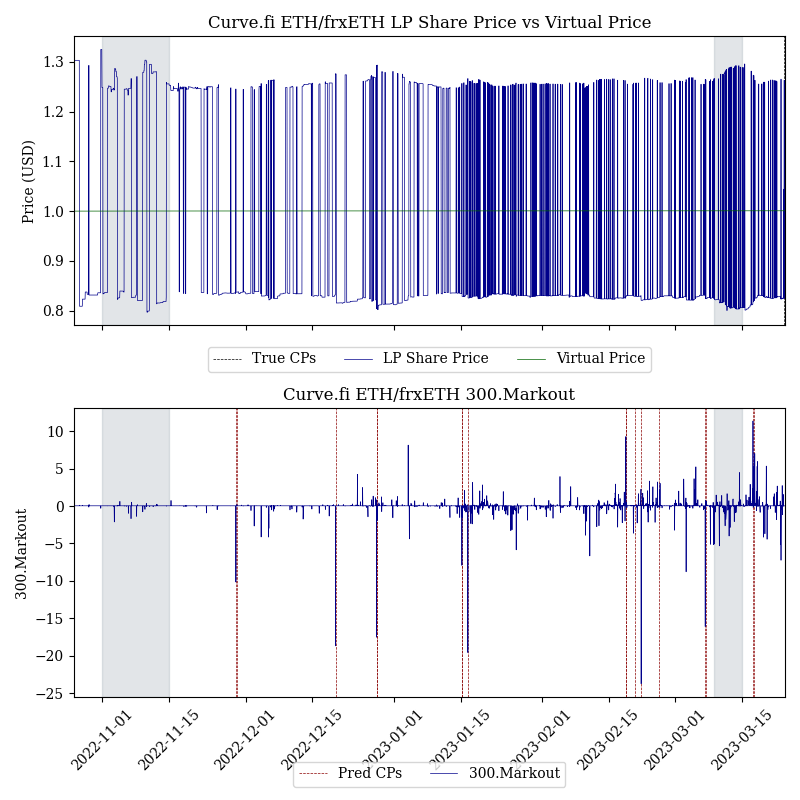 Curve.fi ETH/frxETH LP Share Price vs Virtual Price
Price (USD)
1.3
1.2
1.1
1.0
0.9
0.8
True CPs
LP Share Price
Virtual Price
Curve.fi ETH/frxETH 300.Markout
300.Markout
10
5
0
−5
−10
−15
−20
−25
2022-11-01
2022-11-15
2022-12-01
2022-12-15
2023-01-01
2023-01-15
2023-02-01
2023-02-15
2023-03-01
2023-03-15
Pred CPs
300.Markout